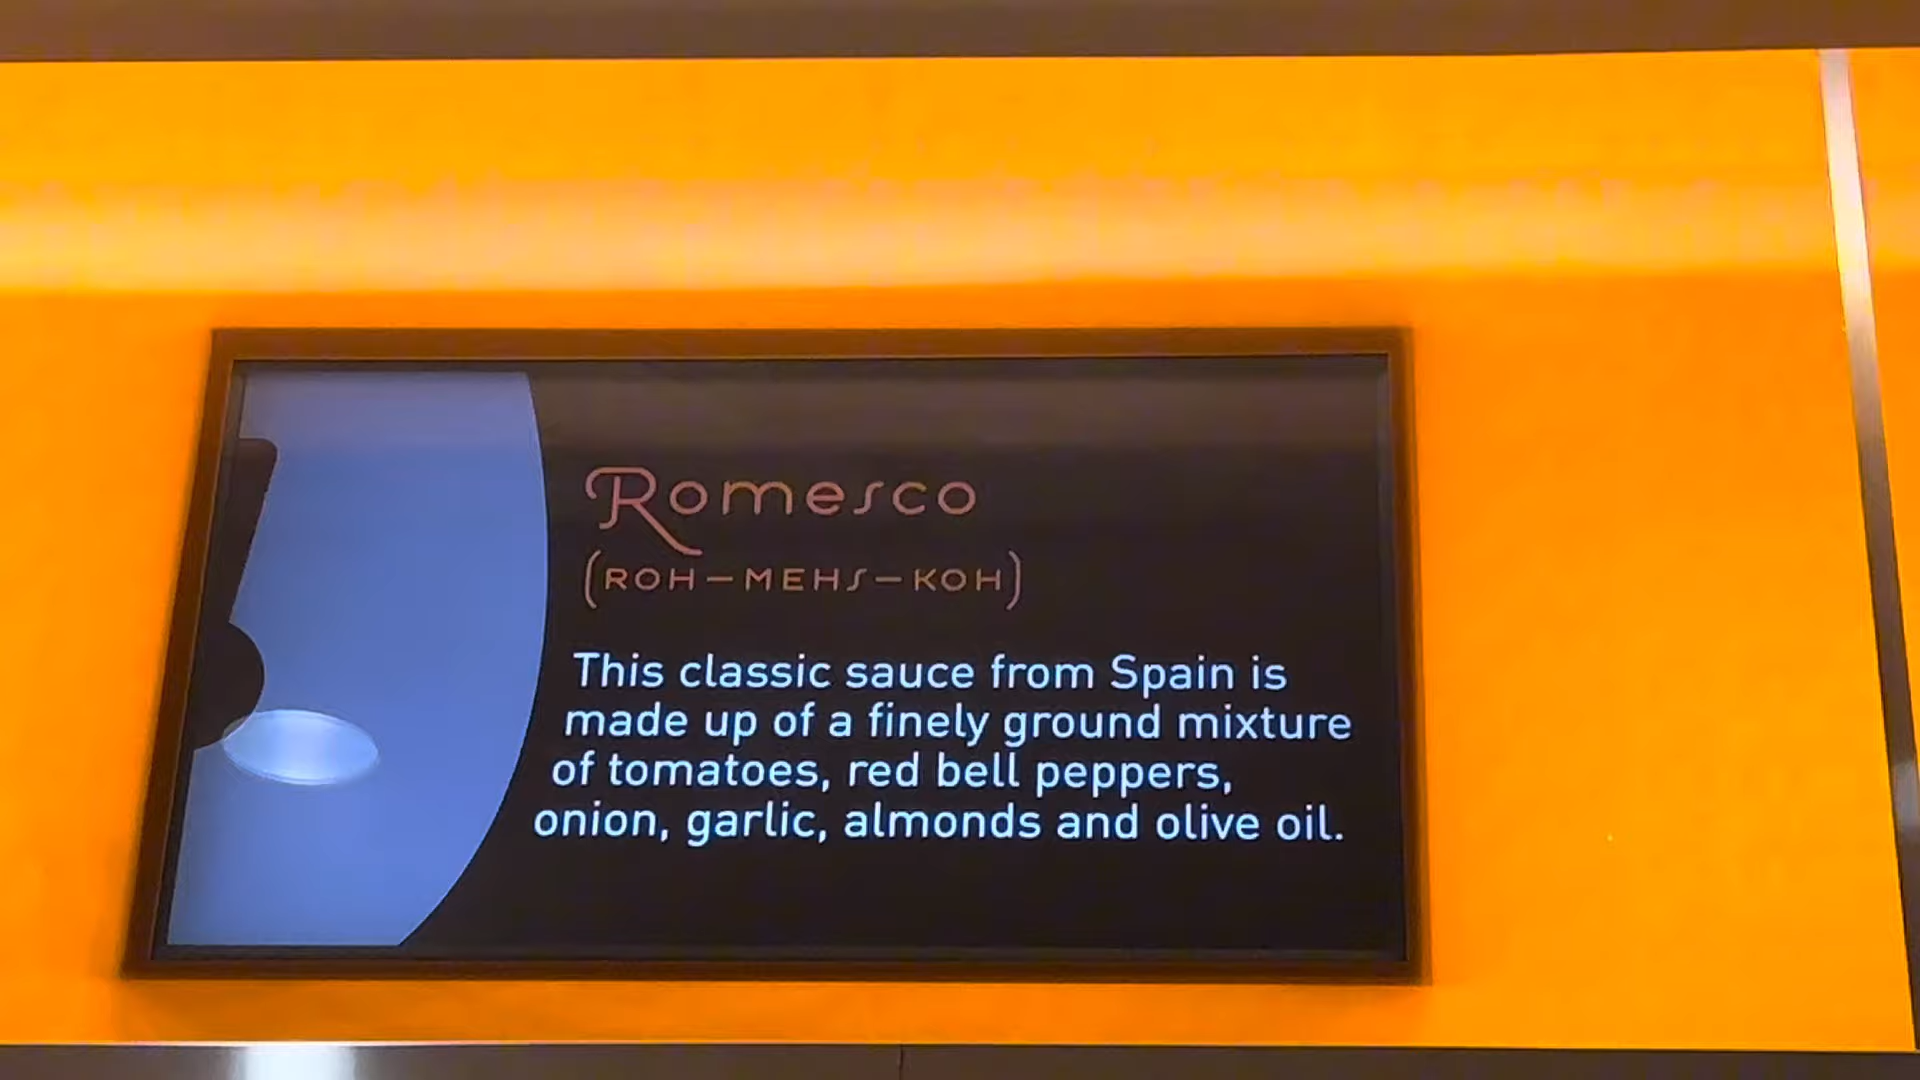 Romesco
(ROH-MEHS-KOH)
This classic sauce from Spain is
made up of a finely ground mixture
of tomatoes, red bell peppers,
onion, garlic, almonds and olive oil.